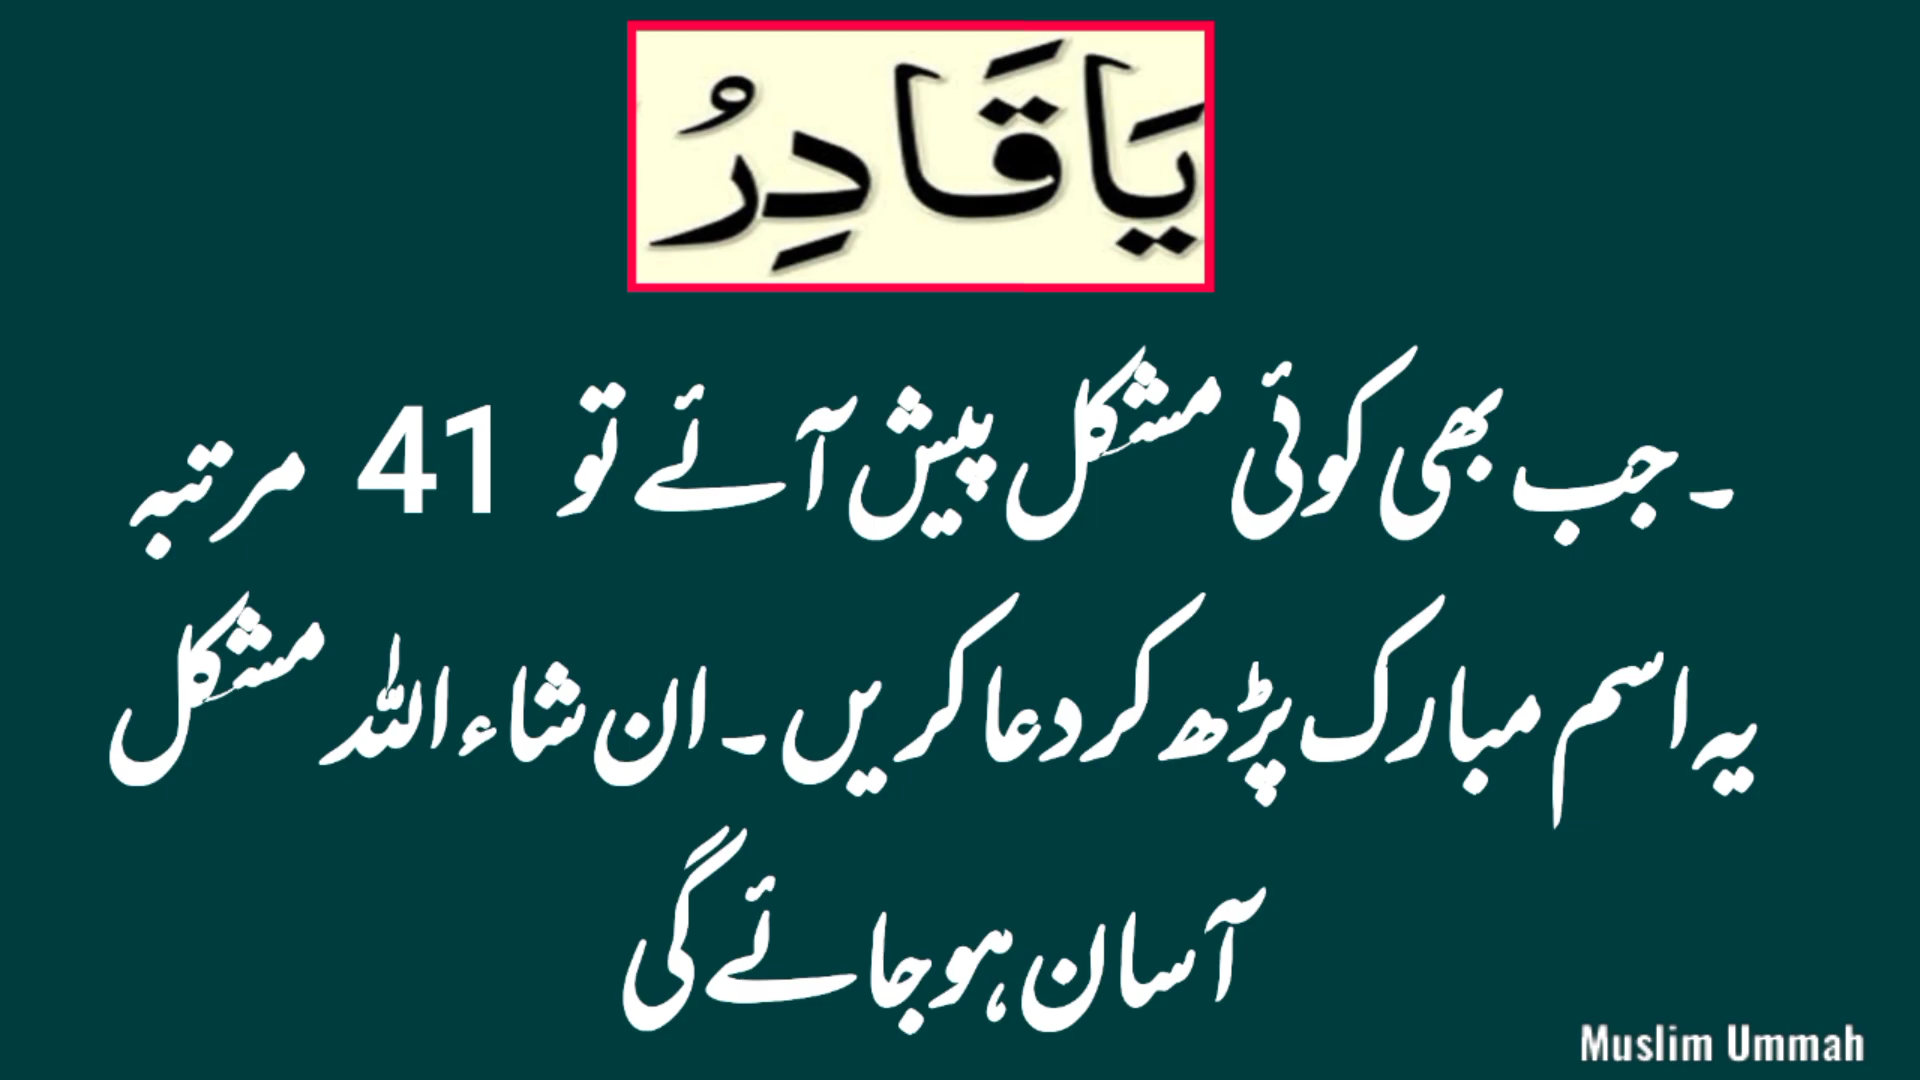 يَا قَادِرُ
۔جب بھی کوئی مشکل پیش آئے تو 41 مرتبہ
یہ اسم مبارک پڑھ کر دعا کریں۔ ان شاء اللہ مشکل
آسان ہو جائے گی
Muslim Ummah